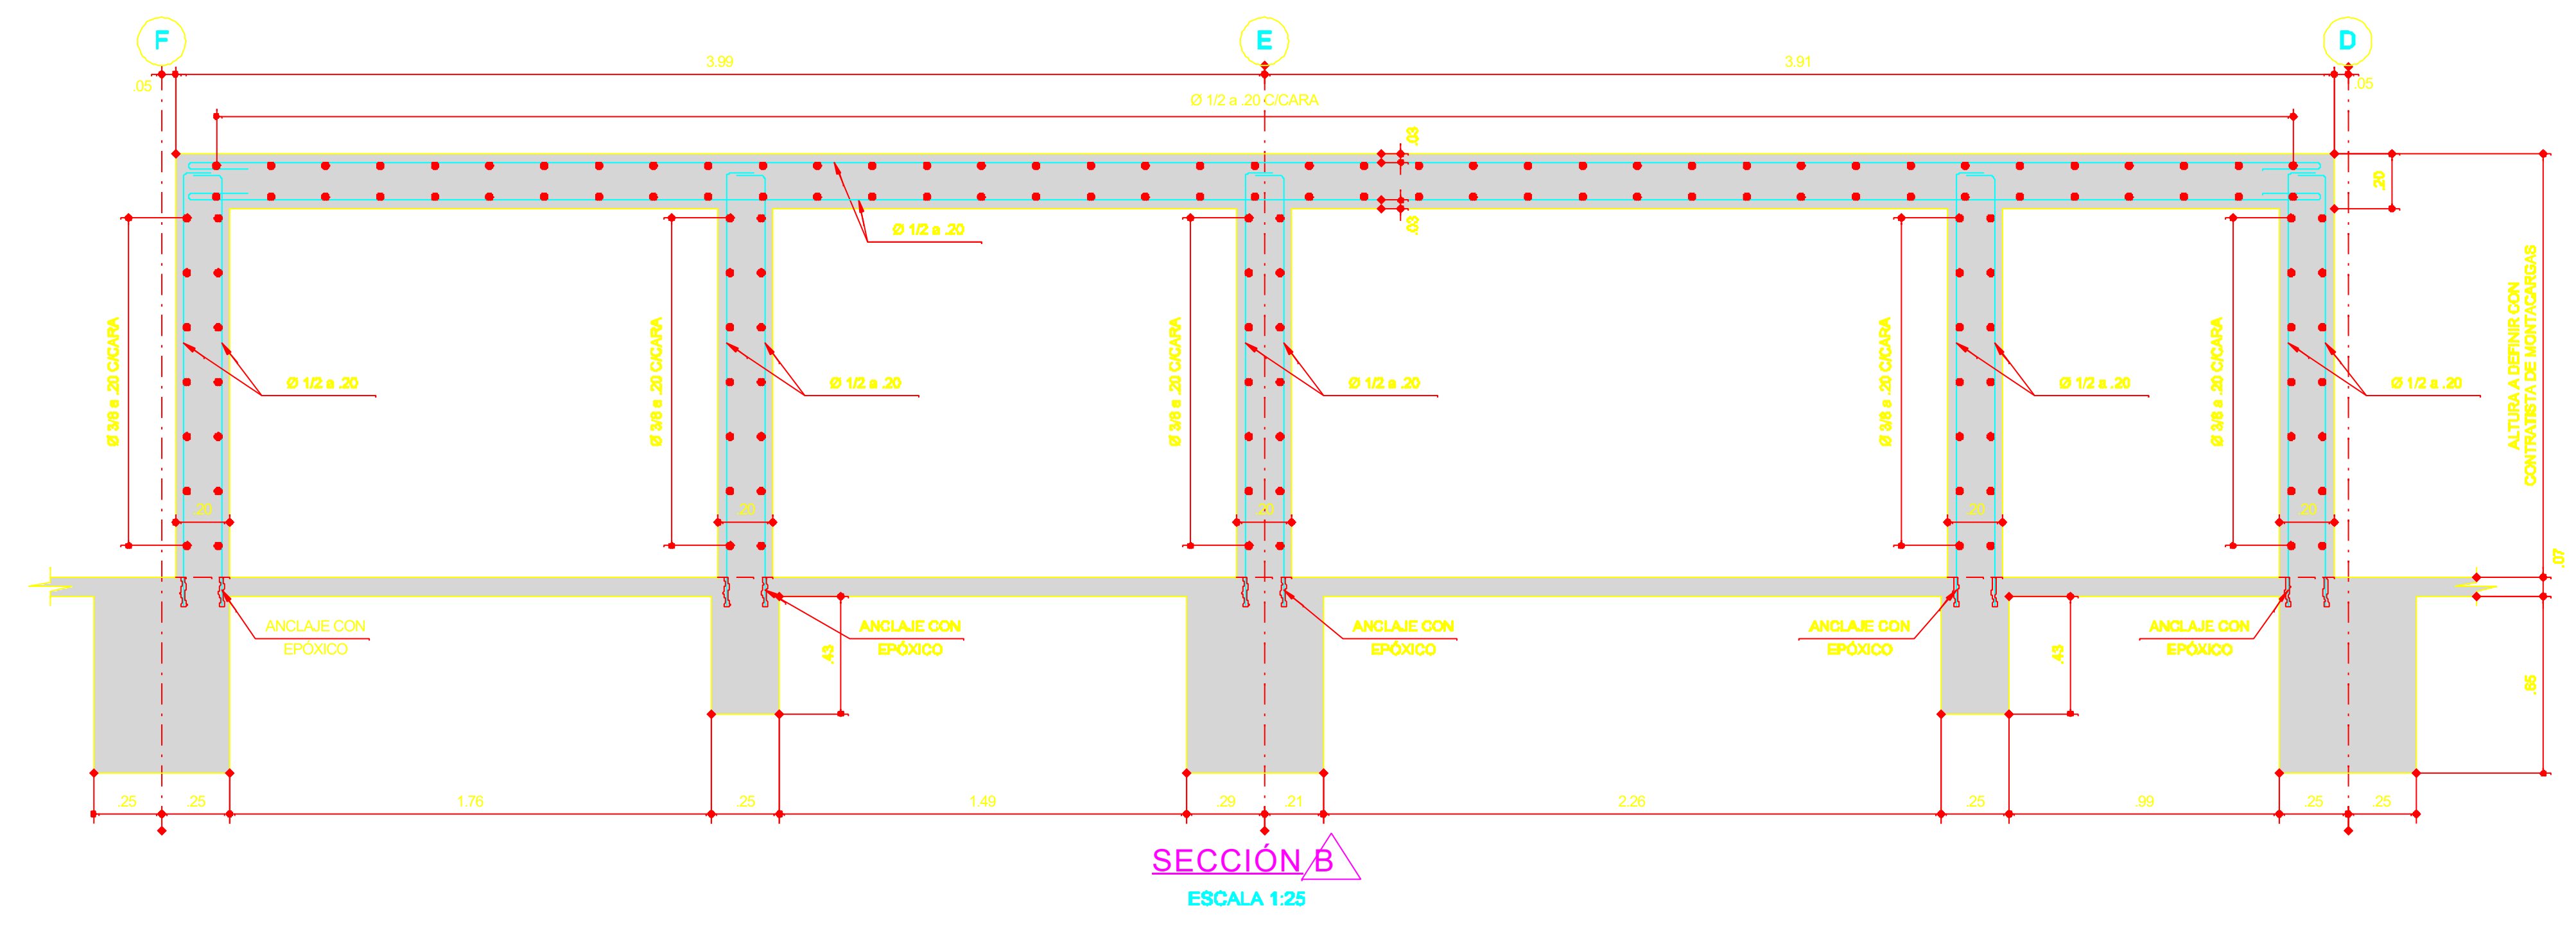 F
E
D
3.99
3.91
.05
.05
Ø 1/2 a .20 C/CARA
.03
.20
.03
Ø 1/2 a .20
Ø 3/8 a .20 C/CARA
Ø 3/8 a .20 C/CARA
Ø 3/8 a .20 C/CARA
Ø 3/8 a .20 C/CARA
Ø 3/8 a .20 C/CARA
ALTURA A DEFINIR CON
CONTRATISTA DE MONTACARGAS
Ø 1/2 a .20
Ø 1/2 a .20
Ø 1/2 a .20
Ø 1/2 a .20
Ø 1/2 a .20
.20
.20
.20
.20
.20
.07
ANCLAJE CON
EPÓXICO
ANCLAJE CON
EPÓXICO
ANCLAJE CON
EPÓXICO
ANCLAJE CON
EPÓXICO
ANCLAJE CON
EPÓXICO
.43
.43
.65
.25
.25
1.76
.25
1.49
.29
.21
2.26
.25
.99
.25
.25
SECCIÓN B
ESCALA 1:25